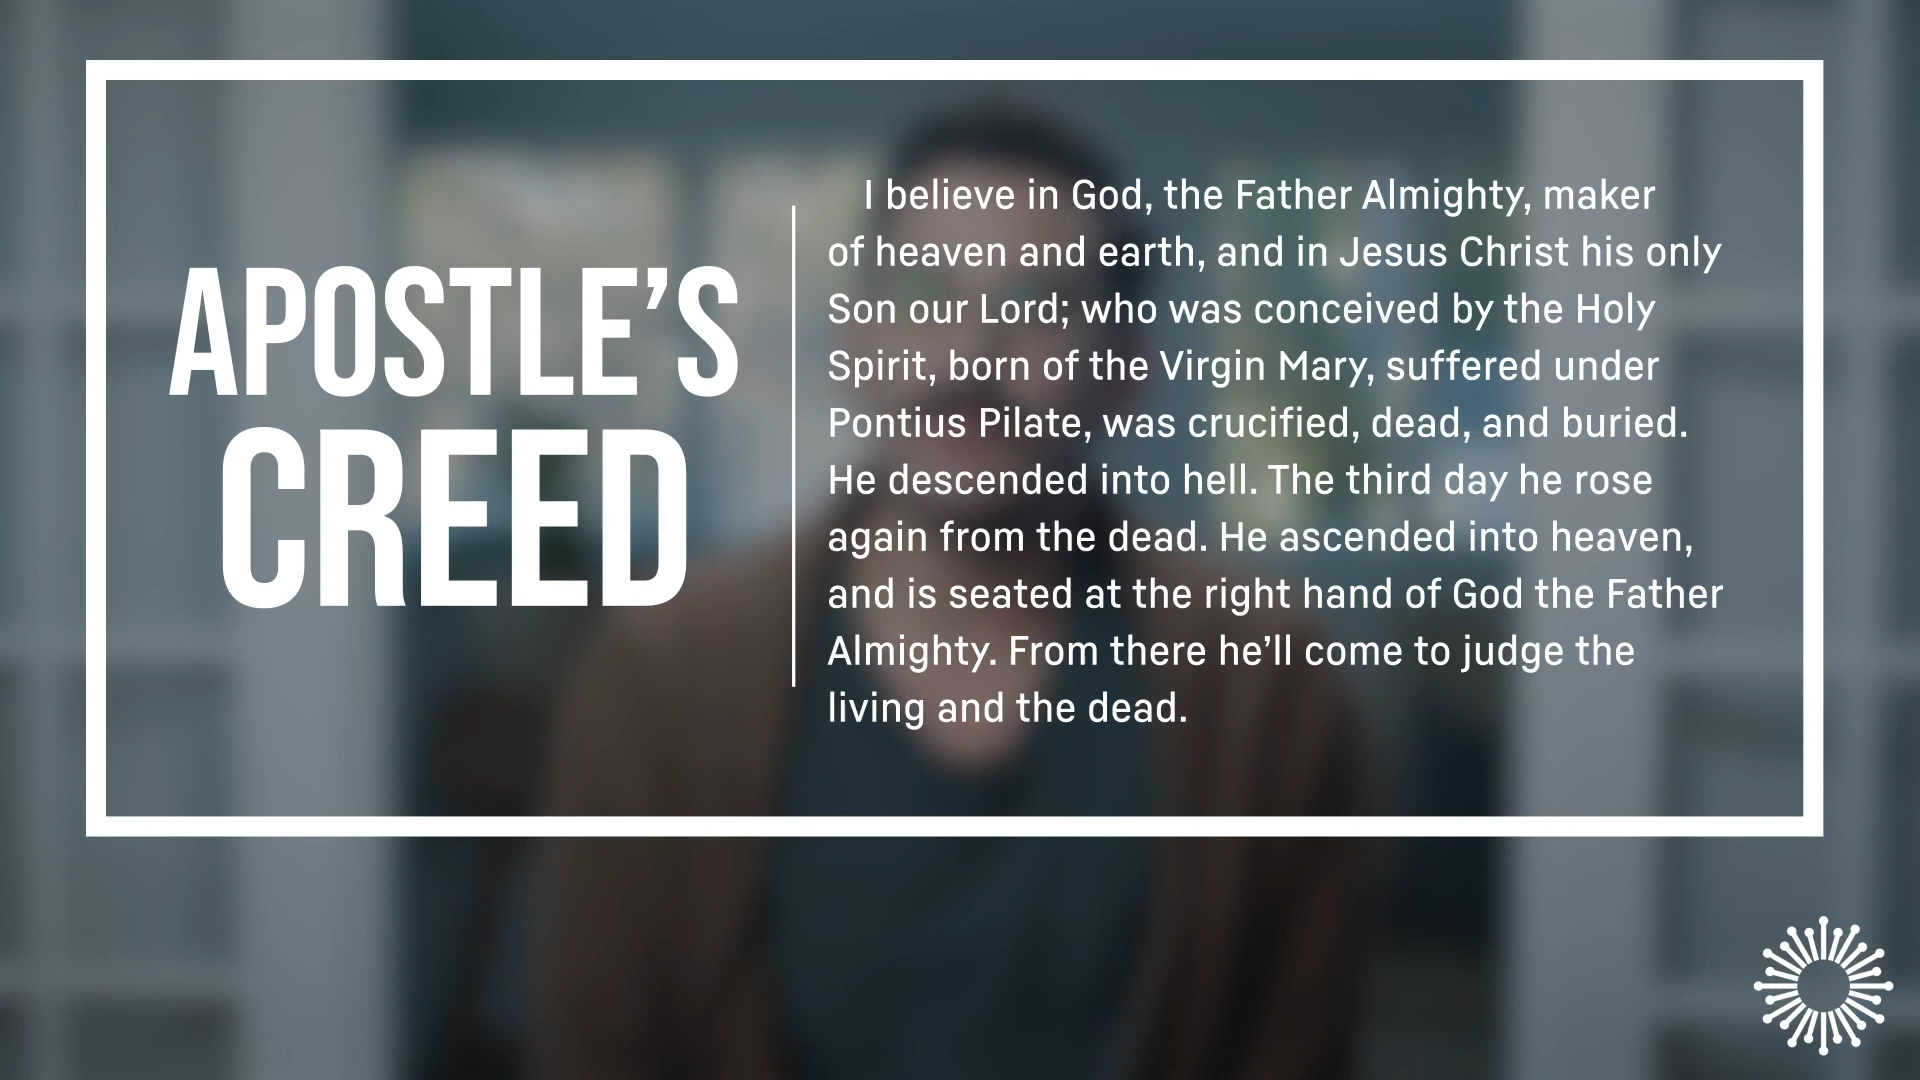 APOSTLE’S
CREED
I believe in God, the Father Almighty, maker
of heaven and earth, and in Jesus Christ his only
Son our Lord; who was conceived by the Holy
Spirit, born of the Virgin Mary, suffered under
Pontius Pilate, was crucified, dead, and buried.
He descended into hell. The third day he rose
again from the dead. He ascended into heaven,
and is seated at the right hand of God the Father
Almighty. From there he’ll come to judge the
living and the dead.